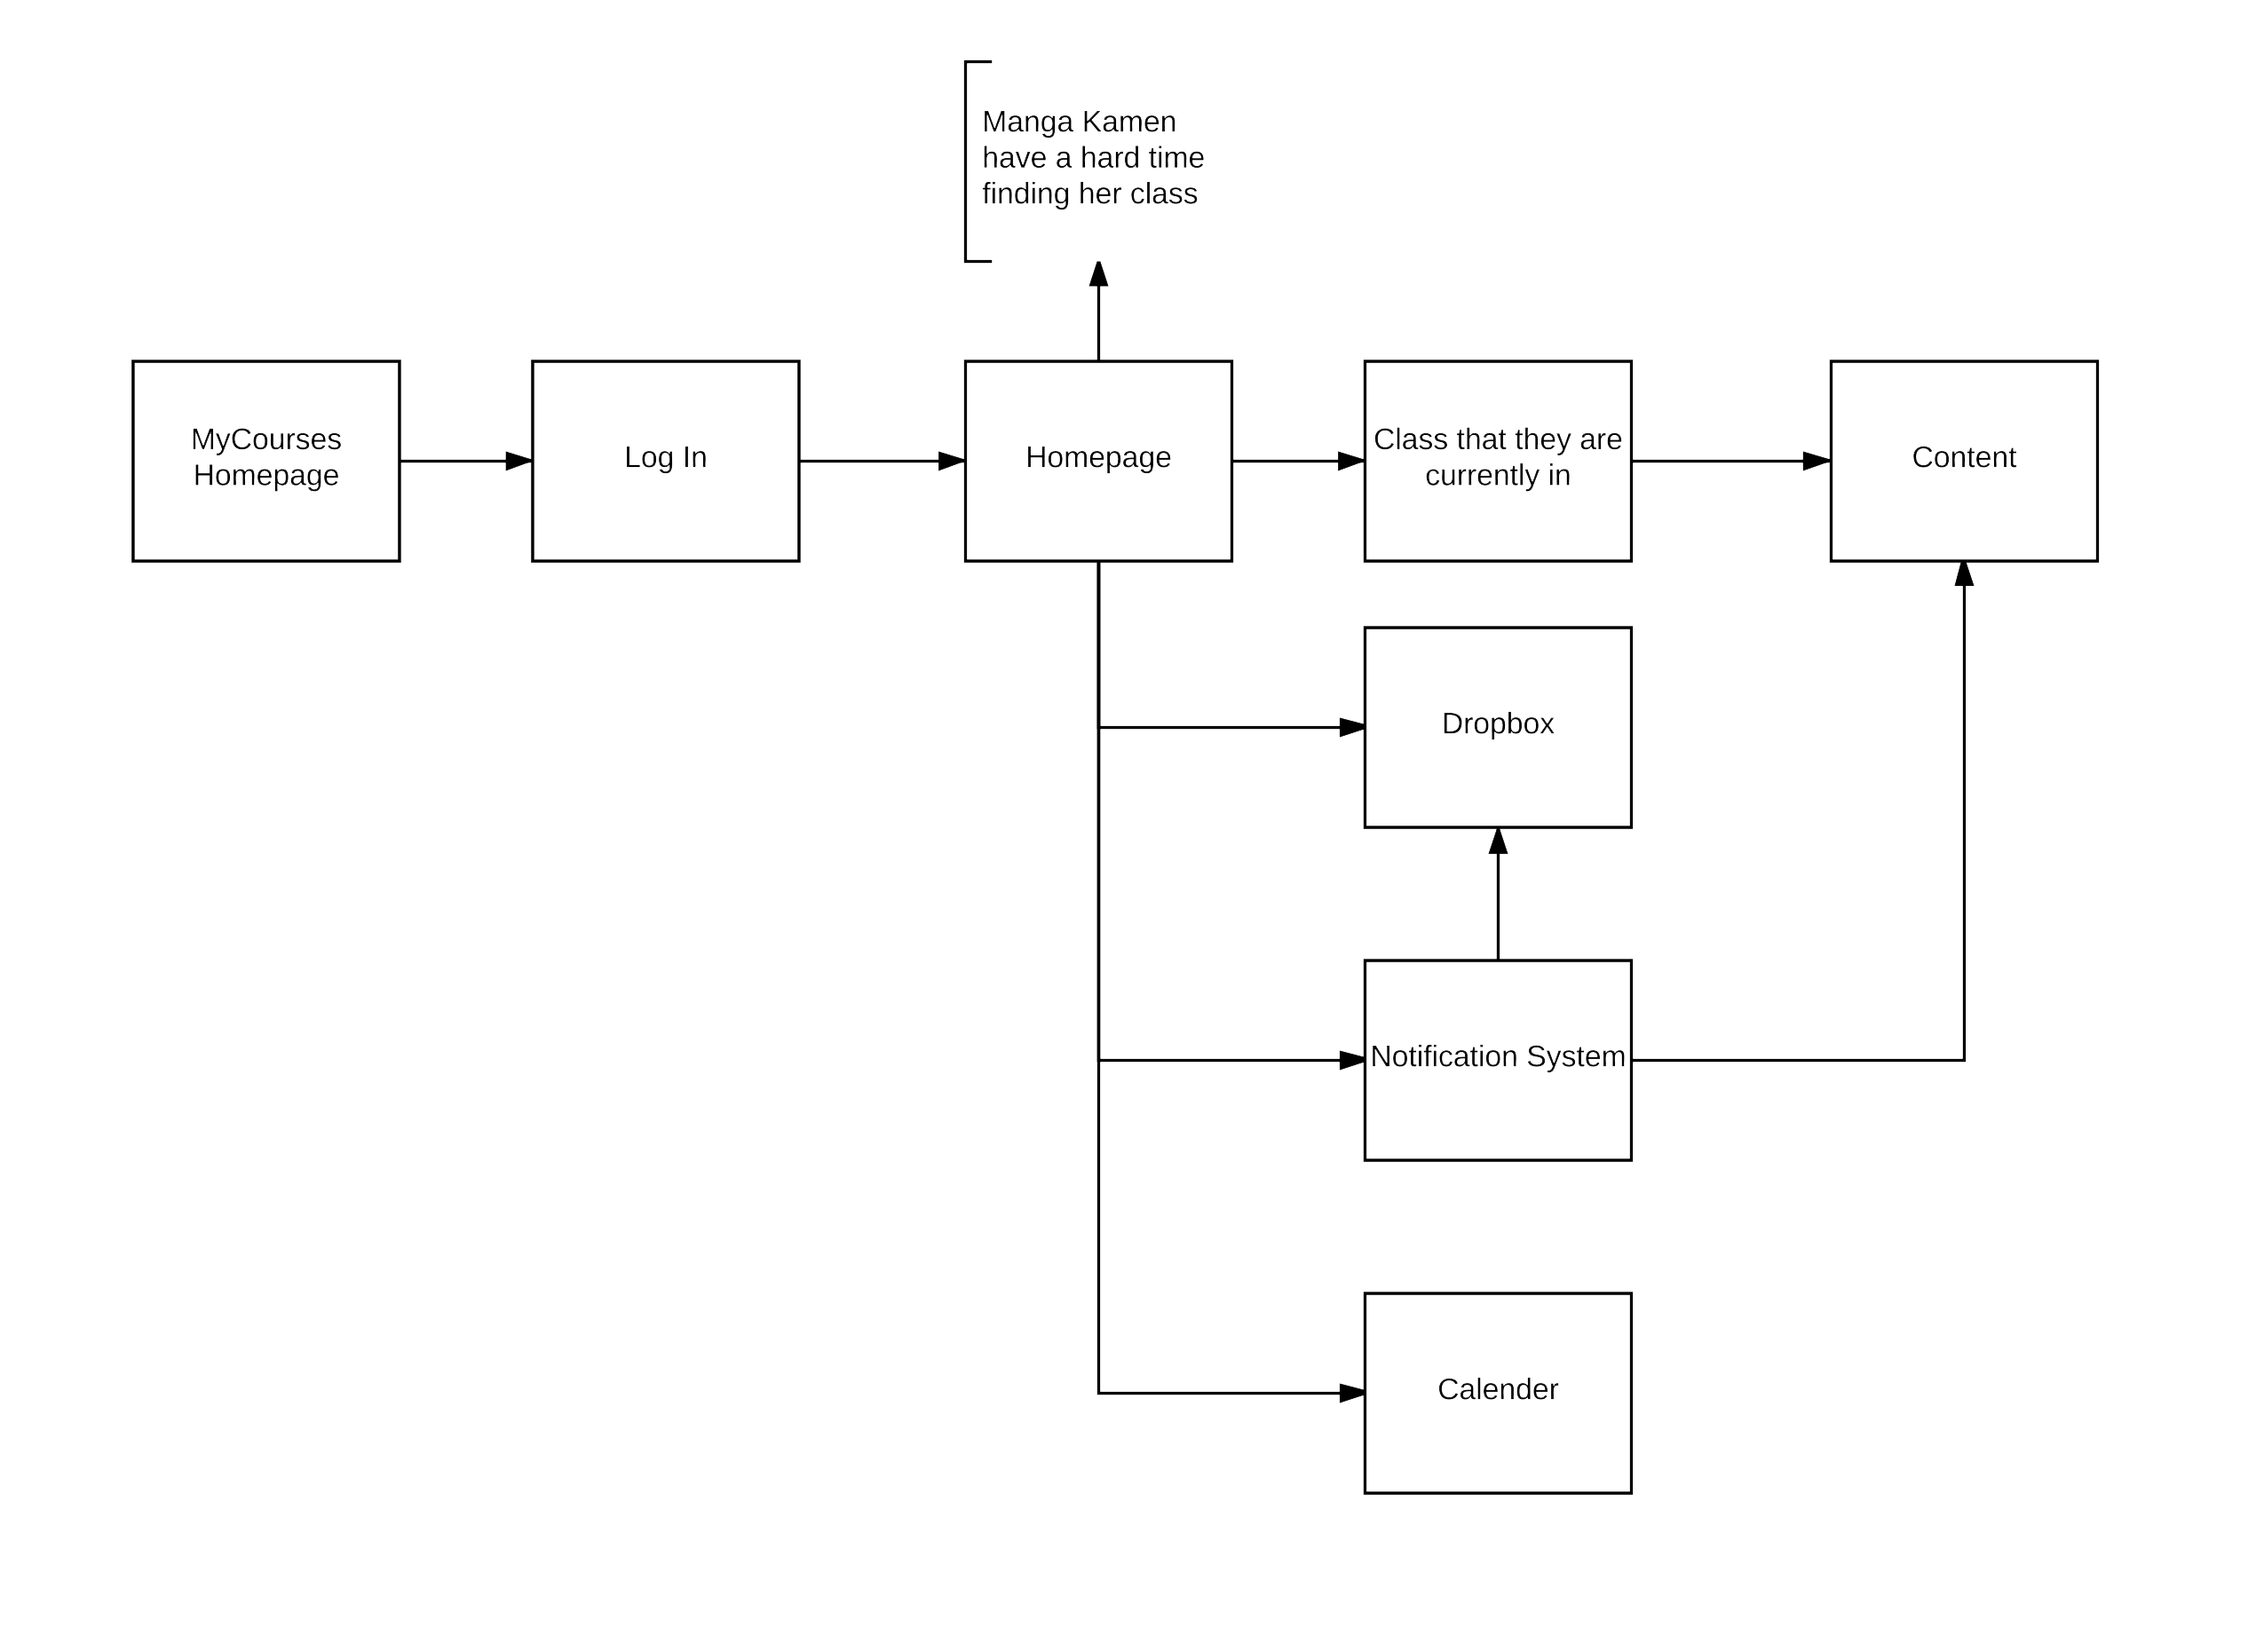 Manga Kamen
have a hard time
finding her class
MyCourses
Homepage
Log In
Homepage
Class that they are
currently in
Content
Dropbox
Notification System
Calender